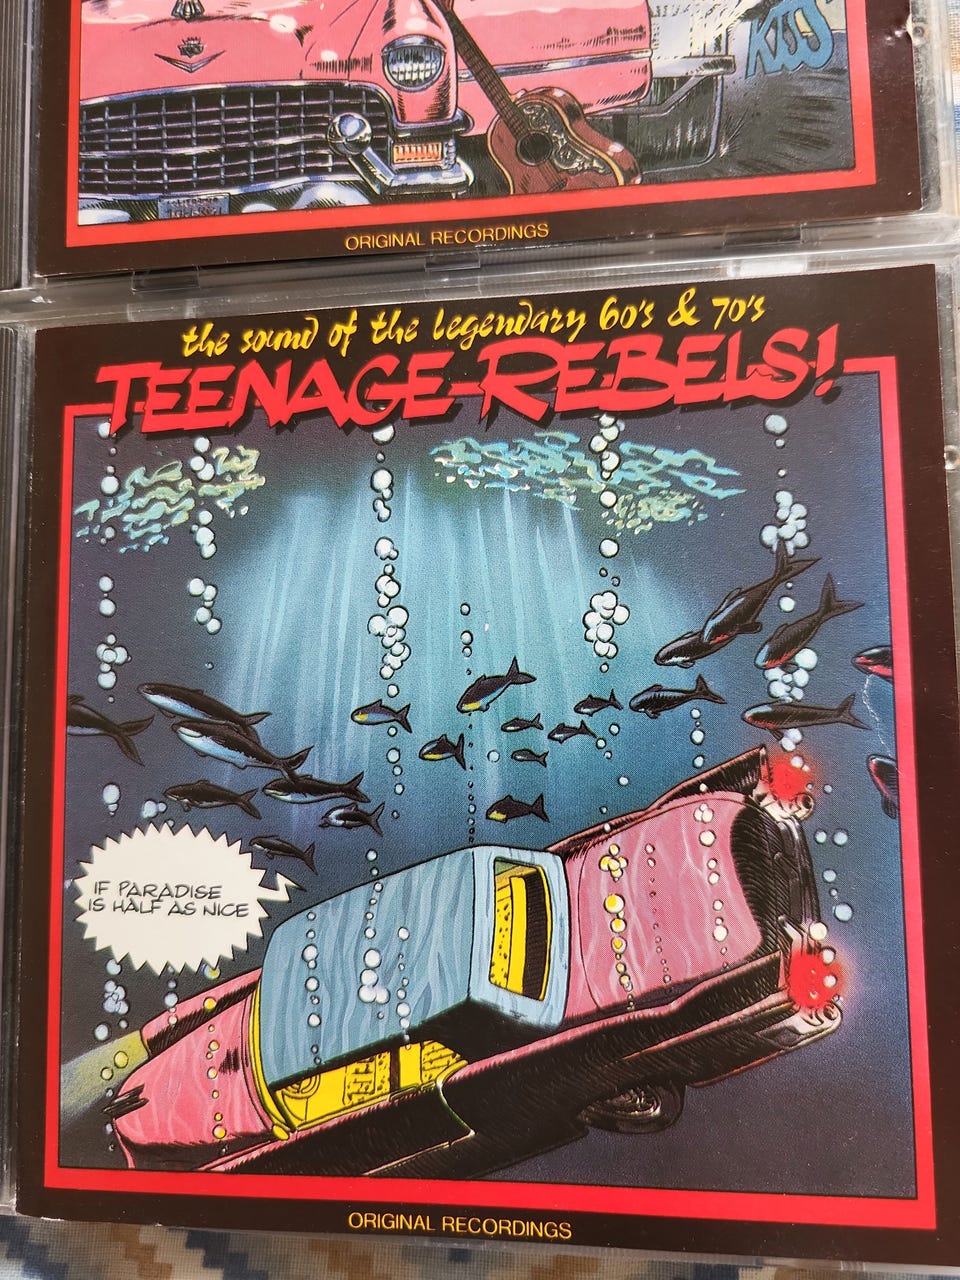 KISS
ORIGINAL RECORDINGS
the sound of the legendary 60's & 70's
TEENAGE-REBELS!
IF PARADISE
IS HALF AS NICE
ORIGINAL RECORDINGS